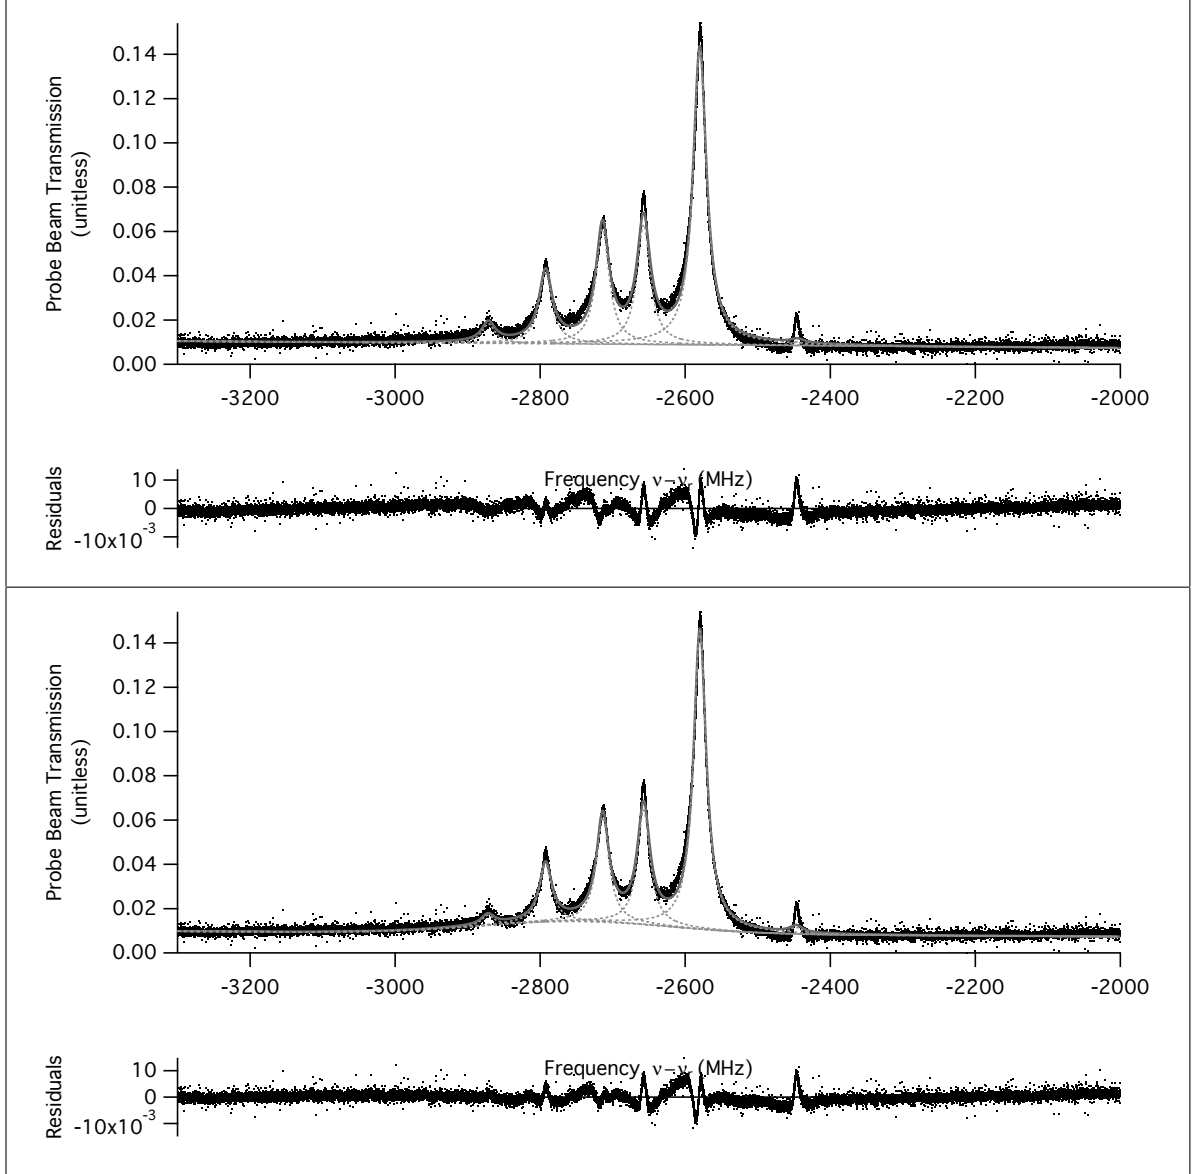 Probe Beam Transmission
(unitless)
0.14
0.12
0.10
0.08
0.06
0.04
0.02
0.00
-3200 -3000 -2800 -2600 -2400 -2200 -2000
Frequency, ν−ν (MHz)
Residuals
10
0
-10x10-3
Probe Beam Transmission
(unitless)
0.14
0.12
0.10
0.08
0.06
0.04
0.02
0.00
-3200 -3000 -2800 -2600 -2400 -2200 -2000
Frequency, ν−ν (MHz)
Residuals
10
0
-10x10-3